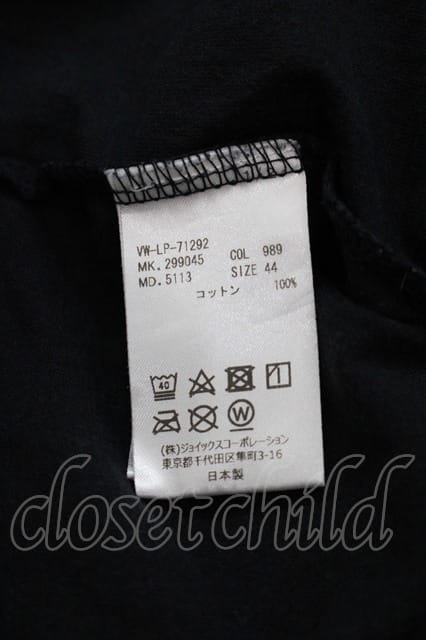 VW-LP-71292
MK.299045 COL 989
MD.5113 SIZE 44
コットン 100%
40
W
(株)ジョイックスコーポレーション
東京都千代田区隼町3-16
日本製
closetchild